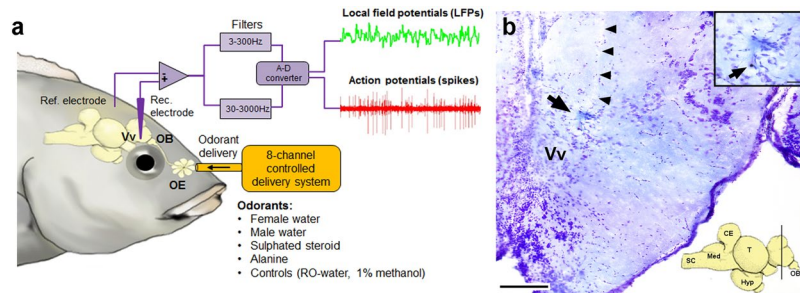 a
Filters
3-300Hz
30-3000Hz
A-D
converter
Local field potentials (LFPs)
Action potentials (spikes)
-
+
Ref. electrode
Rec.
electrode
Vv
OB
OE
Odorant
delivery
8-channel
controlled
delivery system
Odorants:
• Female water
• Male water
• Sulphated steroid
• Alanine
• Controls (RO-water, 1% methanol)
b
Vv
CE
T
SC
Med
Hyp
OB